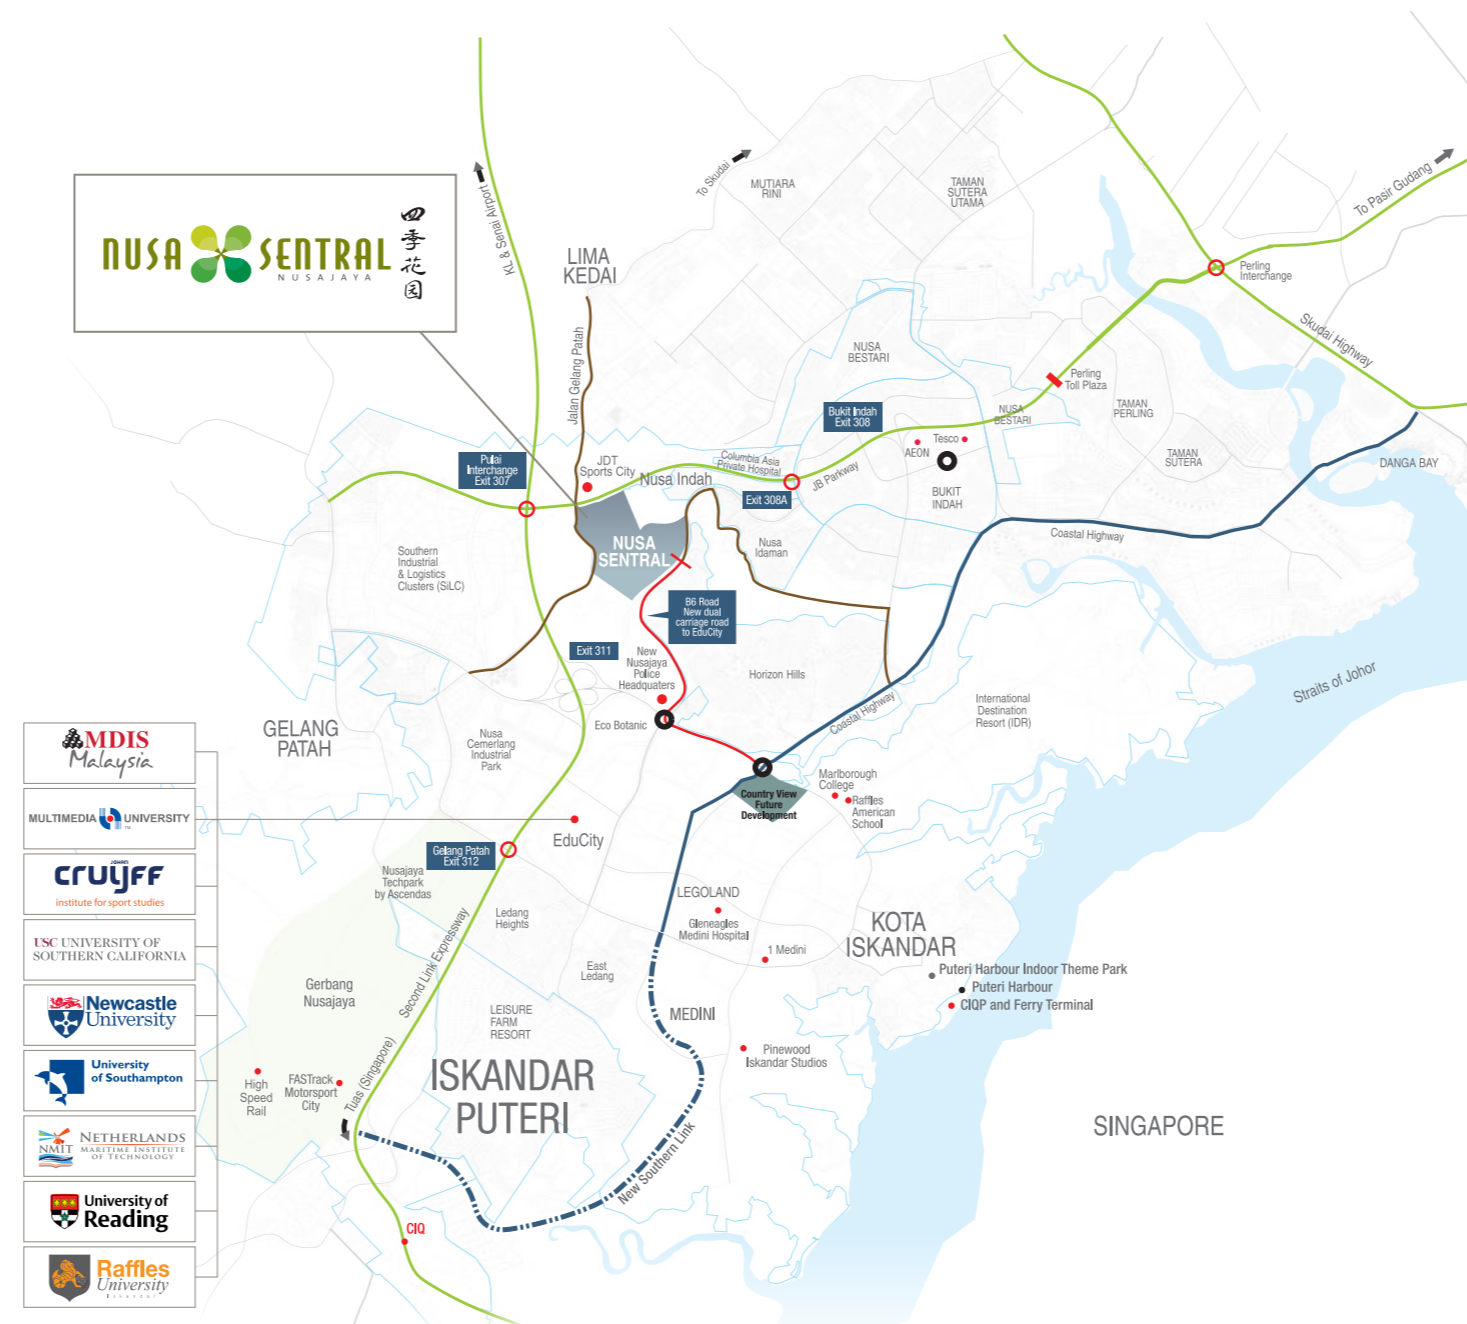 NUSA SENTRAL
NUSAJAYA
四季花园
KL & Senai Airport
To Skudai
MUTIARA
RINI
TAMAN
SUTERA
UTAMA
To Pasir Gudang
LIMA
KEDAI
Perling
Interchange
Skudai Highway
Jalan Gelang Patah
NUSA
BESTARI
Perling
Toll Plaza
TAMAN
PERLING
NUSA
BESTARI
Bukit Indah
Exit 308
Tesco
AEON
TAMAN
SUTERA
DANGA BAY
Pulai
Interchange
Exit 307
JDT
Sports City
Nusa Indah
Columbia Asia
Private Hospital
JB Parkway
Exit 308A
BUKIT
INDAH
Coastal Highway
NUSA
SENTRAL
Nusa
Idaman
Southern
Industrial
& Logistics
Clusters (SiLC)
B6 Road
New dual
carriage road
to EduCity
Exit 311
New
Nusajaya
Police
Headquaters
Horizon Hills
Straits of Johor
International
Destination
Resort (IDR)
Coastal Highway
GELANG
PATAH
Eco Botanic
Nusa
Cemerlang
Industrial
Park
Country View
Future
Development
Marlborough
College
Raffles
American
School
MDIS
Malaysia
MULTIMEDIA UNIVERSITY
TM
EduCity
Gelang Patah
Exit 312
JOHAN
cruyff
institute for sport studies
Nusajaya
Techpark
by Ascendas
LEGOLAND
Gleneagles
Medini Hospital
Ledang
Heights
KOTA
ISKANDAR
USC UNIVERSITY OF
SOUTHERN CALIFORNIA
1 Medini
East
Ledang
Puteri Harbour Indoor Theme Park
Puteri Harbour
CIQP and Ferry Terminal
Second Link Expressway
Gerbang
Nusajaya
Newcastle
University
LEISURE
FARM
RESORT
MEDINI
Pinewood
Iskandar Studios
University
of Southampton
High
Speed
Rail
FASTrack
Motorsport
City
Tuas (Singapore)
ISKANDAR
PUTERI
SINGAPORE
NMIT
NETHERLANDS
MARITIME INSTITUTE
OF TECHNOLOGY
New Southern Link
University of
Reading
CIQ
Raffles
University
Iskandar